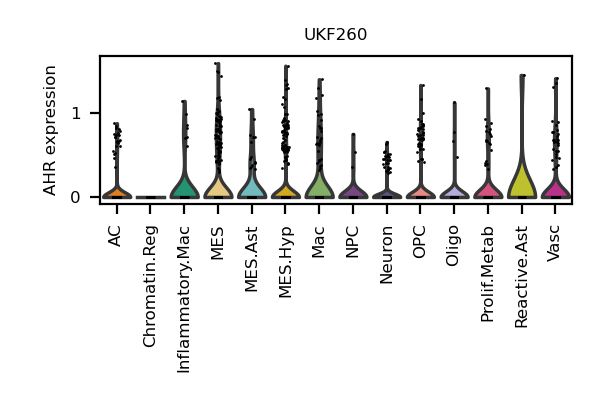 UKF260
AHR expression
1
0
AC
Chromatin.Reg
Inflammatory.Mac
MES
MES.Ast
MES.Hyp
Mac
NPC
Neuron
OPC
Oligo
Prolif.Metab
Reactive.Ast
Vasc